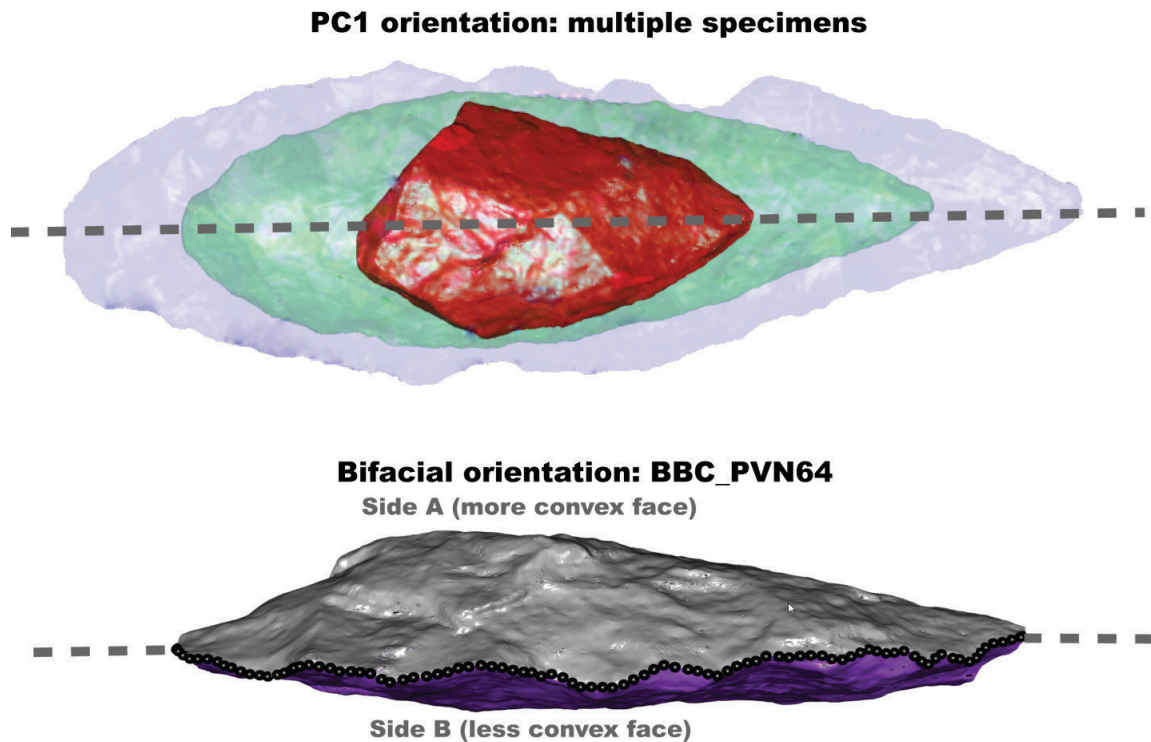 PC1 orientation: multiple specimens
Bifacial orientation: BBC_PVN64
Side A (more convex face)
Side B (less convex face)